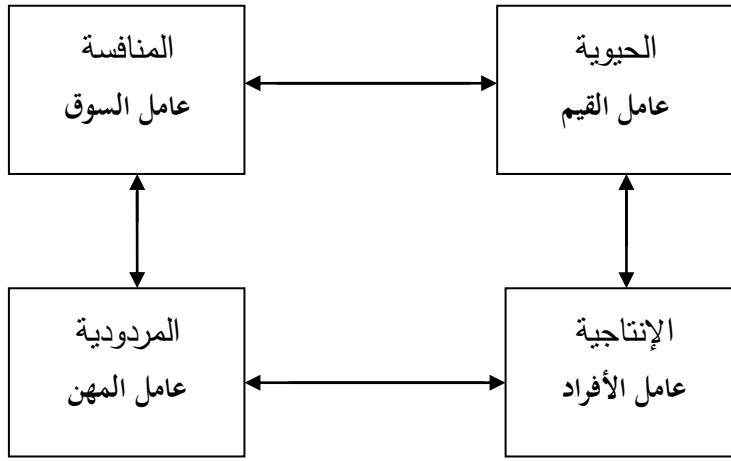 الحيوية
عامل القيم
المنافسة
عامل السوق
الإنتاجية
عامل الأفراد
المردودية
عامل المهن